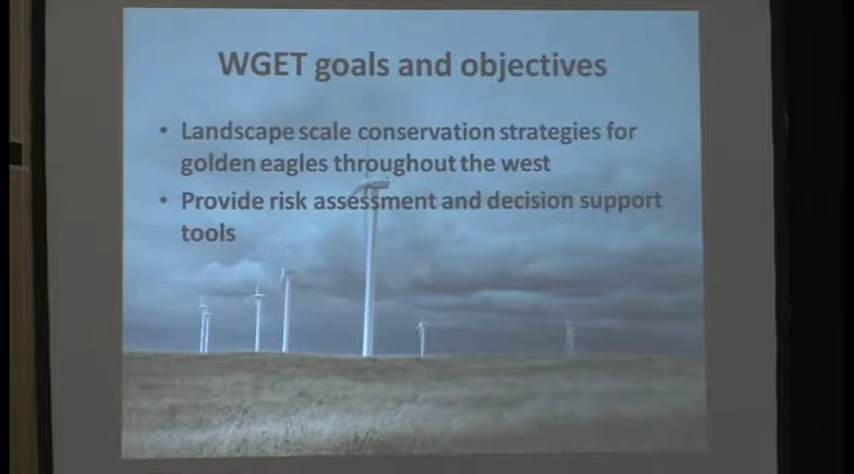 WGET goals and objectives
• Landscape scale conservation strategies for
golden eagles throughout the west
• Provide risk assessment and decision support
tools